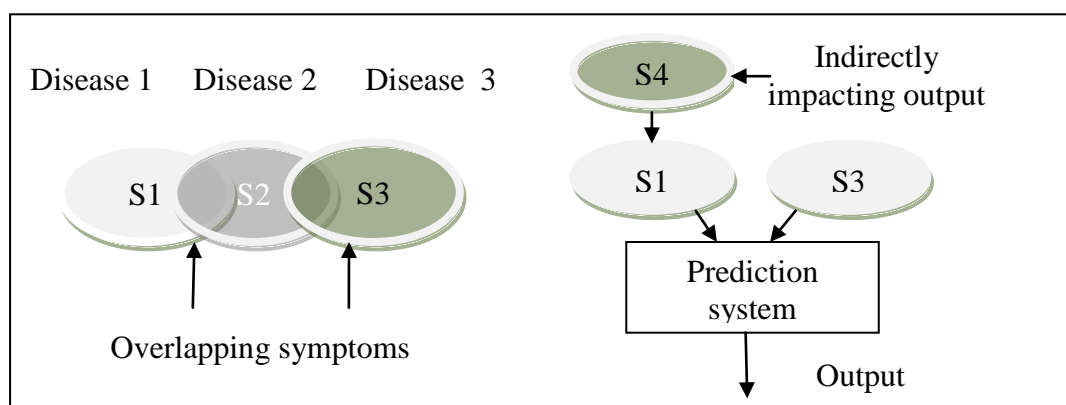 Disease 1 Disease 2 Disease 3
S1 S2 S3
Overlapping symptoms
S4
Indirectly
impacting output
S1 S3
Prediction
system
Output